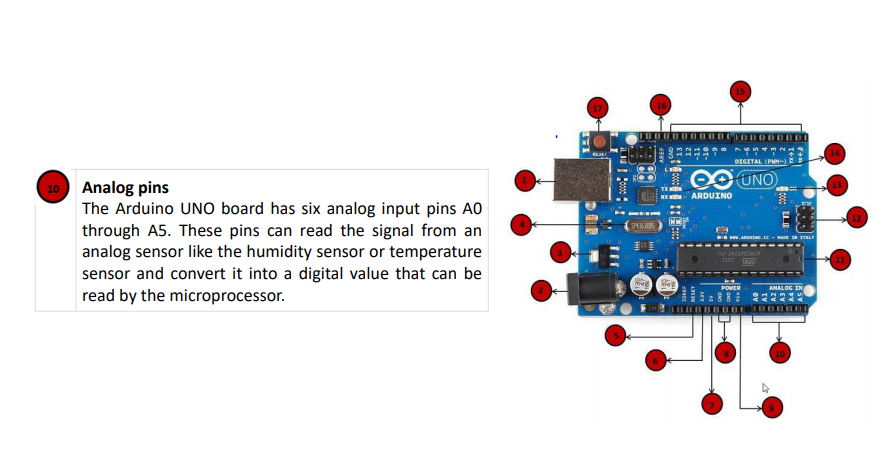 10
Analog pins
The Arduino UNO board has six analog input pins A0
through A5. These pins can read the signal from an
analog sensor like the humidity sensor or temperature
sensor and convert it into a digital value that can be
read by the microprocessor.
15
16
17
AREF
GND
13
12
~11
~10
~9
8
7
~6
~5
4
~3
2
TX→1
RX←0
RESET
DIGITAL (PWM~)
14
1
L
TX
RX
UNO
ARDUINO
13
ICSP
12
4
SPK16.000G
WWW.ARDUINO.CC - MADE IN ITALY
3
11
2
POWER
ANALOG IN
IOREF
RESET
3.3V
5V
GND
GND
Vin
A0
A1
A2
A3
A4
A5
5
6
8
10
7
9